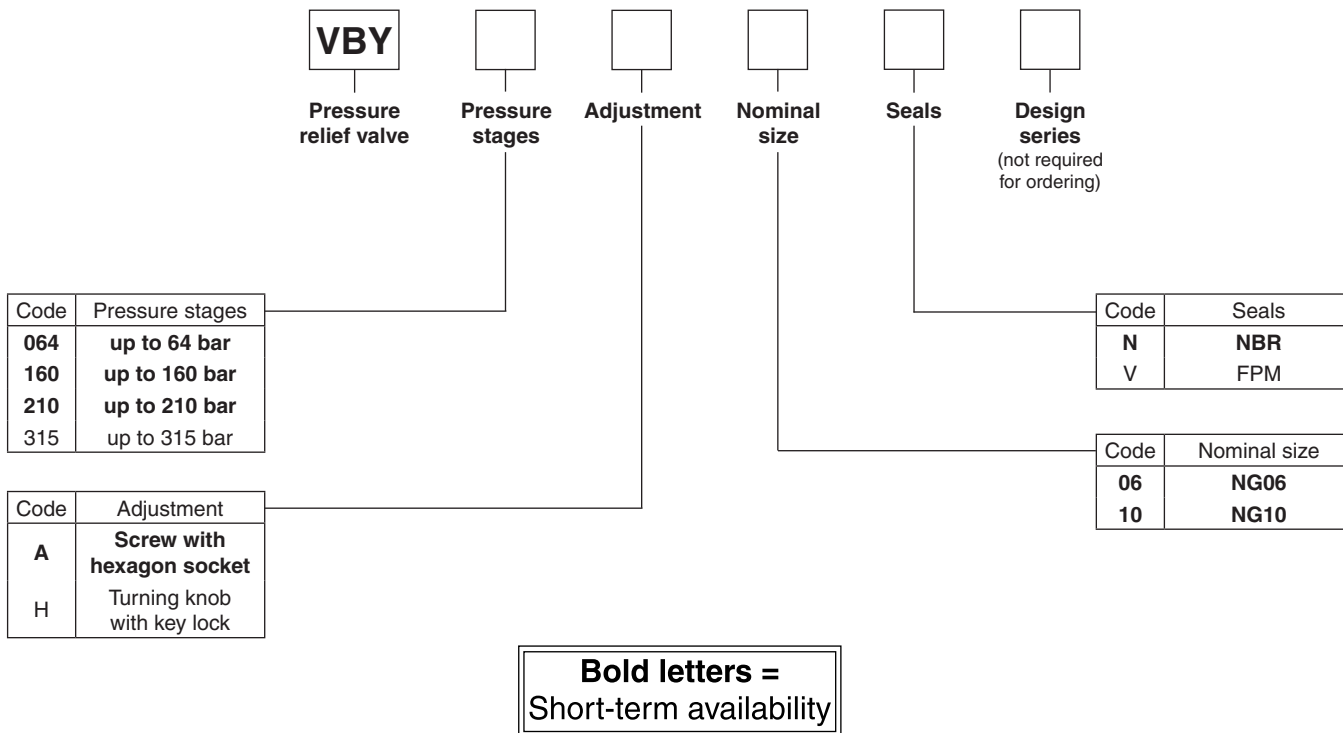 VBY
Pressure
relief valve
Pressure
stages
Adjustment
Nominal
size
Seals
Design
series
(not required
for ordering)
Code Pressure stages
064 up to 64 bar
160 up to 160 bar
210 up to 210 bar
315 up to 315 bar
Code Adjustment
A Screw with
hexagon socket
H Turning knob
with key lock
Code Seals
N NBR
V FPM
Code Nominal size
06 NG06
10 NG10
Bold letters =
Short-term availability